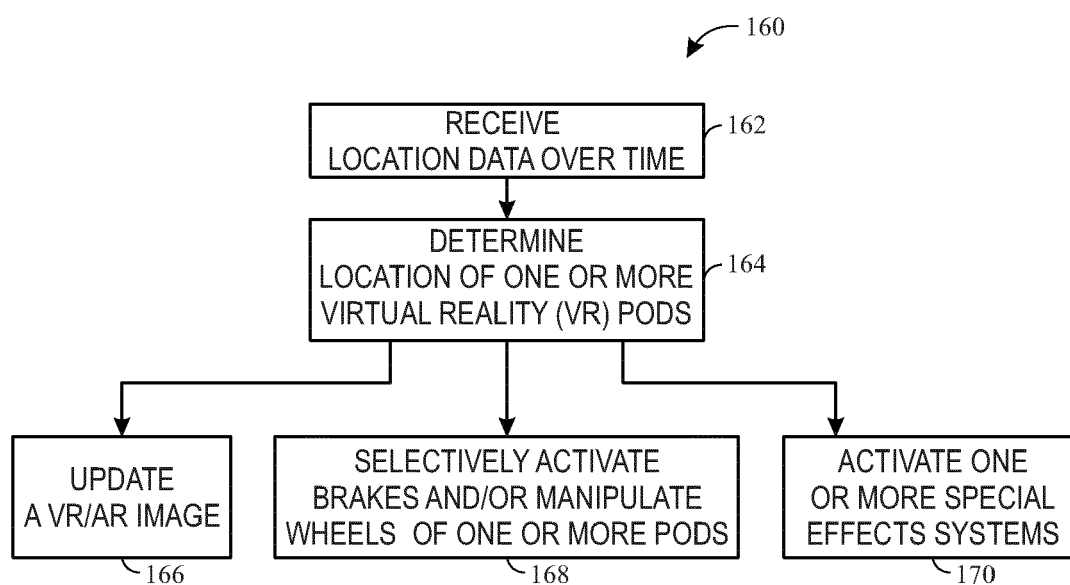 160
RECEIVE
LOCATION DATA OVER TIME
162
DETERMINE
LOCATION OF ONE OR MORE
VIRTUAL REALITY (VR) PODS
164
UPDATE
A VR/AR IMAGE
166
SELECTIVELY ACTIVATE
BRAKES AND/OR MANIPULATE
WHEELS OF ONE OR MORE PODS
168
ACTIVATE ONE
OR MORE SPECIAL
EFFECTS SYSTEMS
170